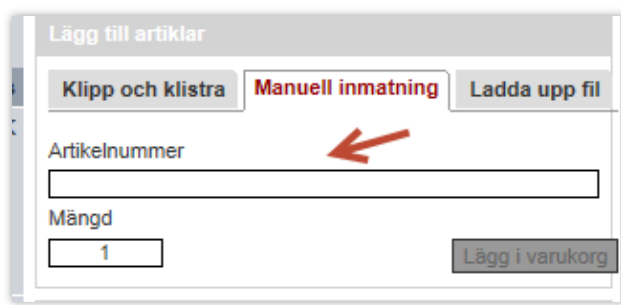 Lägg till artiklar
Klipp och klistra Manuell inmatning Ladda upp fil
Artikelnummer
Mängd
1
Lägg i varukorg